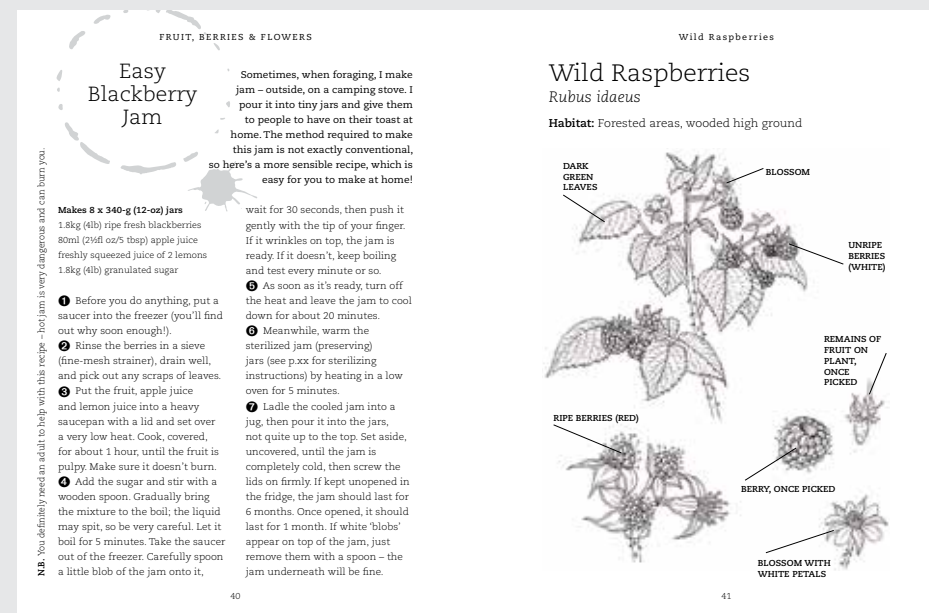 FRUIT, BERRIES & FLOWERS
Easy
Blackberry
Jam
Sometimes, when foraging, I make
jam – outside, on a camping stove. I
pour it into tiny jars and give them
to people to have on their toast at
home. The method required to make
this jam is not exactly conventional,
so here's a more sensible recipe, which is
easy for you to make at home!
N.B. You definitely need an adult to help with this recipe – hot jam is very dangerous and can burn you.
Makes 8 x 340-g (12-oz) jars
1.8kg (4lb) ripe fresh blackberries
80ml (2½fl oz/5 tbsp) apple juice
freshly squeezed juice of 2 lemons
1.8kg (4lb) granulated sugar
1 Before you do anything, put a
saucer into the freezer (you'll find
out why soon enough!).
2 Rinse the berries in a sieve
(fine-mesh strainer), drain well,
and pick out any scraps of leaves.
3 Put the fruit, apple juice
and lemon juice into a heavy
saucepan with a lid and set over
a very low heat. Cook, covered,
for about 1 hour, until the fruit is
pulpy. Make sure it doesn't burn.
4 Add the sugar and stir with a
wooden spoon. Gradually bring
the mixture to the boil; the liquid
may spit, so be very careful. Let it
boil for 5 minutes. Take the saucer
out of the freezer. Carefully spoon
a little blob of the jam onto it,
wait for 30 seconds, then push it
gently with the tip of your finger.
If it wrinkles on top, the jam is
ready. If it doesn't, keep boiling
and test every minute or so.
5 As soon as it's ready, turn off
the heat and leave the jam to cool
down for about 20 minutes.
6 Meanwhile, warm the
sterilized jam (preserving)
jars (see p.xx for sterilizing
instructions) by heating in a low
oven for 5 minutes.
7 Ladle the cooled jam into a
jug, then pour it into the jars,
not quite up to the top. Set aside,
uncovered, until the jam is
completely cold, then screw the
lids on firmly. If kept unopened in
the fridge, the jam should last for
6 months. Once opened, it should
last for 1 month. If white 'blobs'
appear on top of the jam, just
remove them with a spoon – the
jam underneath will be fine.
40
Wild Raspberries
Wild Raspberries
Rubus idaeus
Habitat: Forested areas, wooded high ground
DARK
GREEN
LEAVES
BLOSSOM
UNRIPE
BERRIES
(WHITE)
REMAINS OF
FRUIT ON
PLANT,
ONCE
PICKED
RIPE BERRIES (RED)
BERRY, ONCE PICKED
BLOSSOM WITH
WHITE PETALS
41